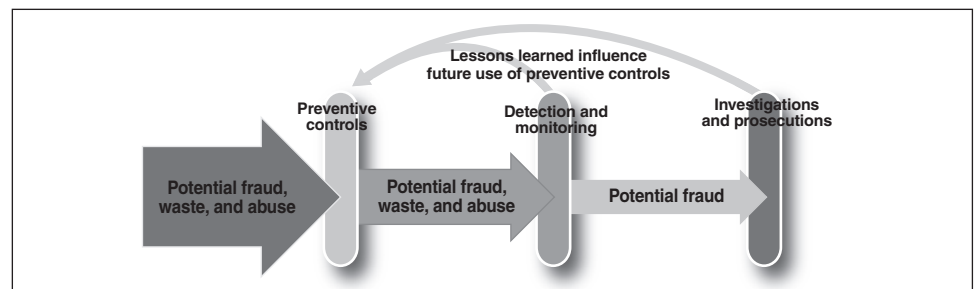 Lessons learned influence
future use of preventive controls
Preventive
controls
Detection and
monitoring
Investigations
and prosecutions
Potential fraud,
waste, and abuse
Potential fraud,
waste, and abuse
Potential fraud